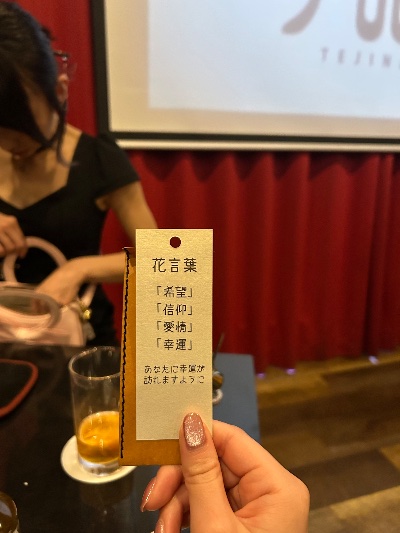 TEJIN
花言葉
「希望」
「信仰」
「愛情」
「幸運」
あなたに幸運が
訪れますように